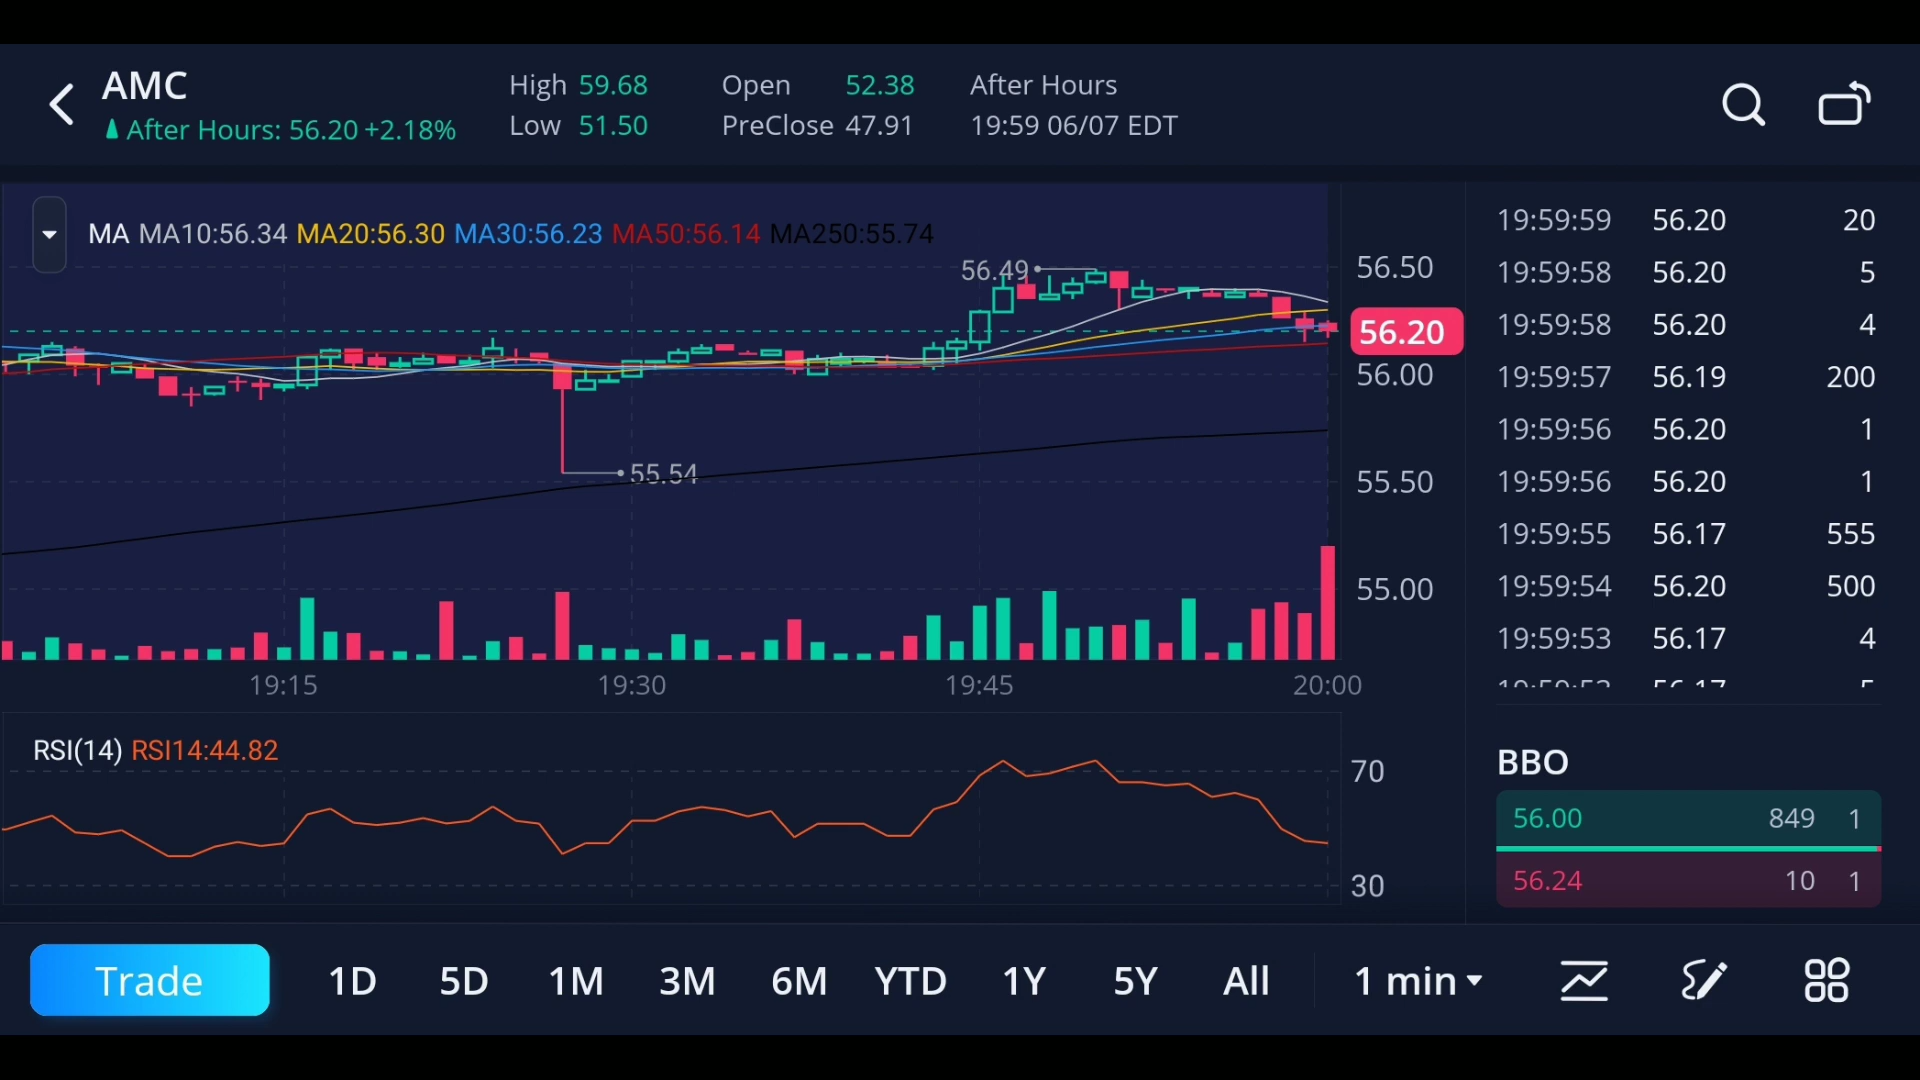 AMC
After Hours: 56.20 +2.18%
High 59.68
Low 51.50
Open 52.38
PreClose 47.91
After Hours
19:59 06/07 EDT
MA MA10:56.34 MA20:56.30 MA30:56.23 MA50:56.14 MA250:55.74
56.49
55.54
56.50
56.20
56.00
55.50
55.00
19:15 19:30 19:45 20:00
RSI(14) RSI14:44.82
70
30
19:59:59 56.20 20
19:59:58 56.20 5
19:59:58 56.20 4
19:59:57 56.19 200
19:59:56 56.20 1
19:59:56 56.20 1
19:59:55 56.17 555
19:59:54 56.20 500
19:59:53 56.17 4
BBO
56.00 849 1
56.24 10 1
Trade 1D 5D 1M 3M 6M YTD 1Y 5Y All 1 min